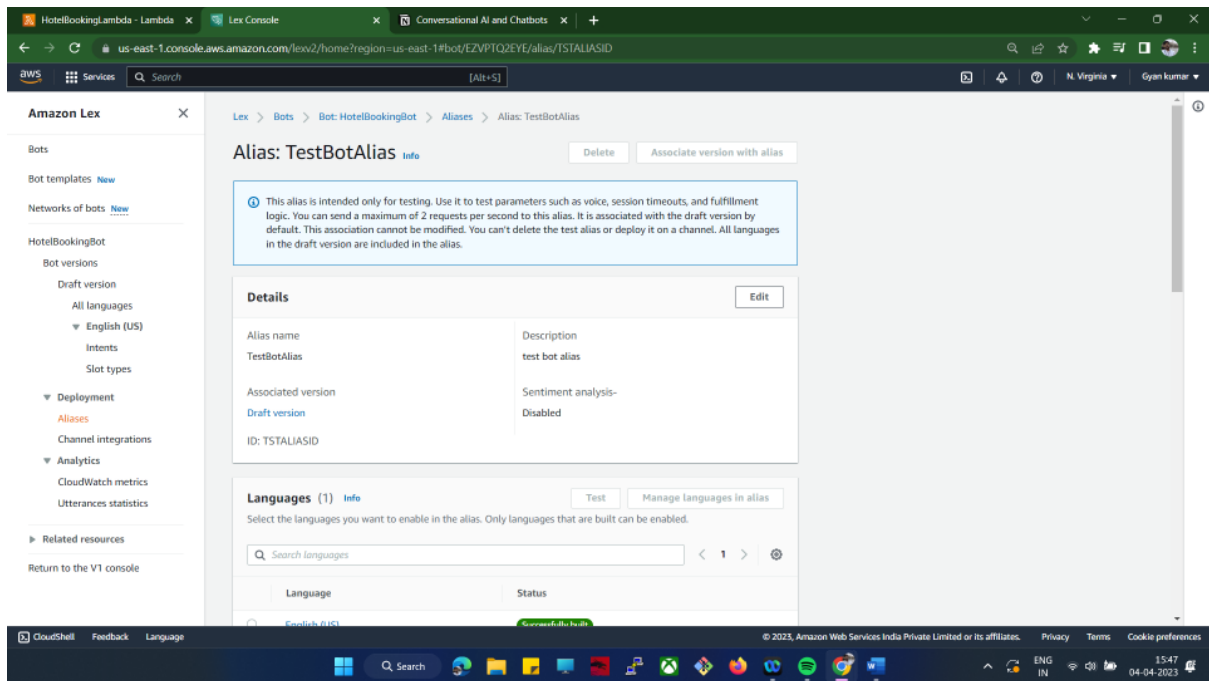 HotelBookingLambda - Lambda
Lex Console
Conversational AI and Chatbots
us-east-1.console.aws.amazon.com/lexv2/home?region=us-east-1#bot/EZVPTQ2EYE/alias/TSTALIASID
aws
Services
Search
[Alt+S]
N. Virginia
Gyan kumar
Amazon Lex
Bots
Bot templates New
Networks of bots New
HotelBookingBot
Bot versions
Draft version
All languages
English (US)
Intents
Slot types
Deployment
Aliases
Channel integrations
Analytics
CloudWatch metrics
Utterances statistics
Related resources
Return to the V1 console
Lex > Bots > Bot: HotelBookingBot > Aliases > Alias: TestBotAlias
Alias: TestBotAlias Info
Delete
Associate version with alias
This alias is intended only for testing. Use it to test parameters such as voice, session timeouts, and fulfillment
logic. You can send a maximum of 2 requests per second to this alias. It is associated with the draft version by
default. This association cannot be modified. You can't delete the test alias or deploy it on a channel. All languages
in the draft version are included in the alias.
Details
Edit
Alias name
TestBotAlias
Description
test bot alias
Associated version
Draft version
Sentiment analysis-
Disabled
ID: TSTALIASID
Languages (1) Info
Test
Manage languages in alias
Select the languages you want to enable in the alias. Only languages that are built can be enabled.
Search languages
< 1 >
Language
Status
English (US)
Successfully built
CloudShell
Feedback
Language
© 2023, Amazon Web Services India Private Limited or its affiliates.
Privacy
Terms
Cookie preferences
Search
ENG
IN
15:47
04-04-2023